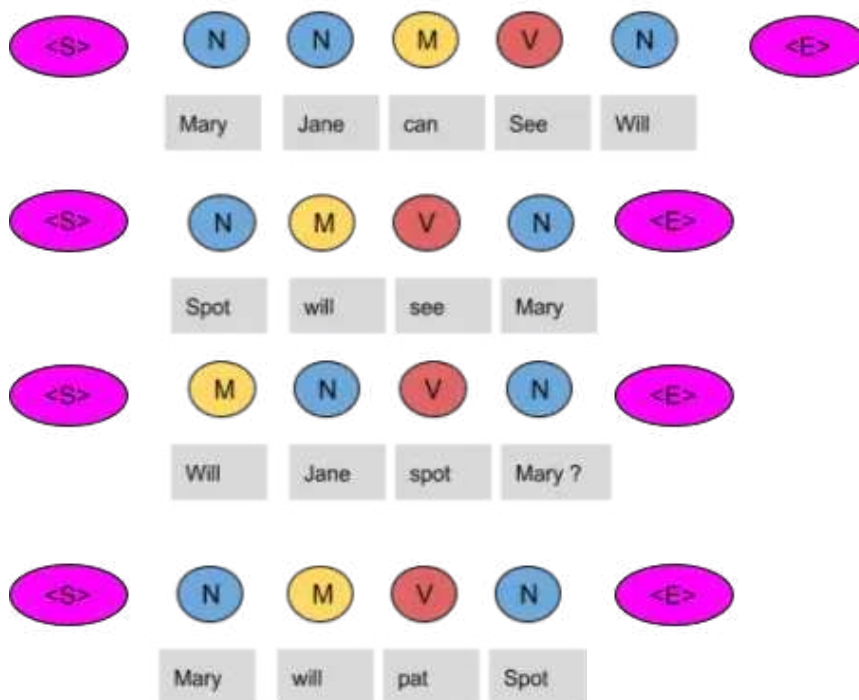 <S> N N M V N <E>
Mary Jane can See Will
<S> N M V N <E>
Spot will see Mary
<S> M N V N <E>
Will Jane spot Mary ?
<S> N M V N <E>
Mary will pat Spot